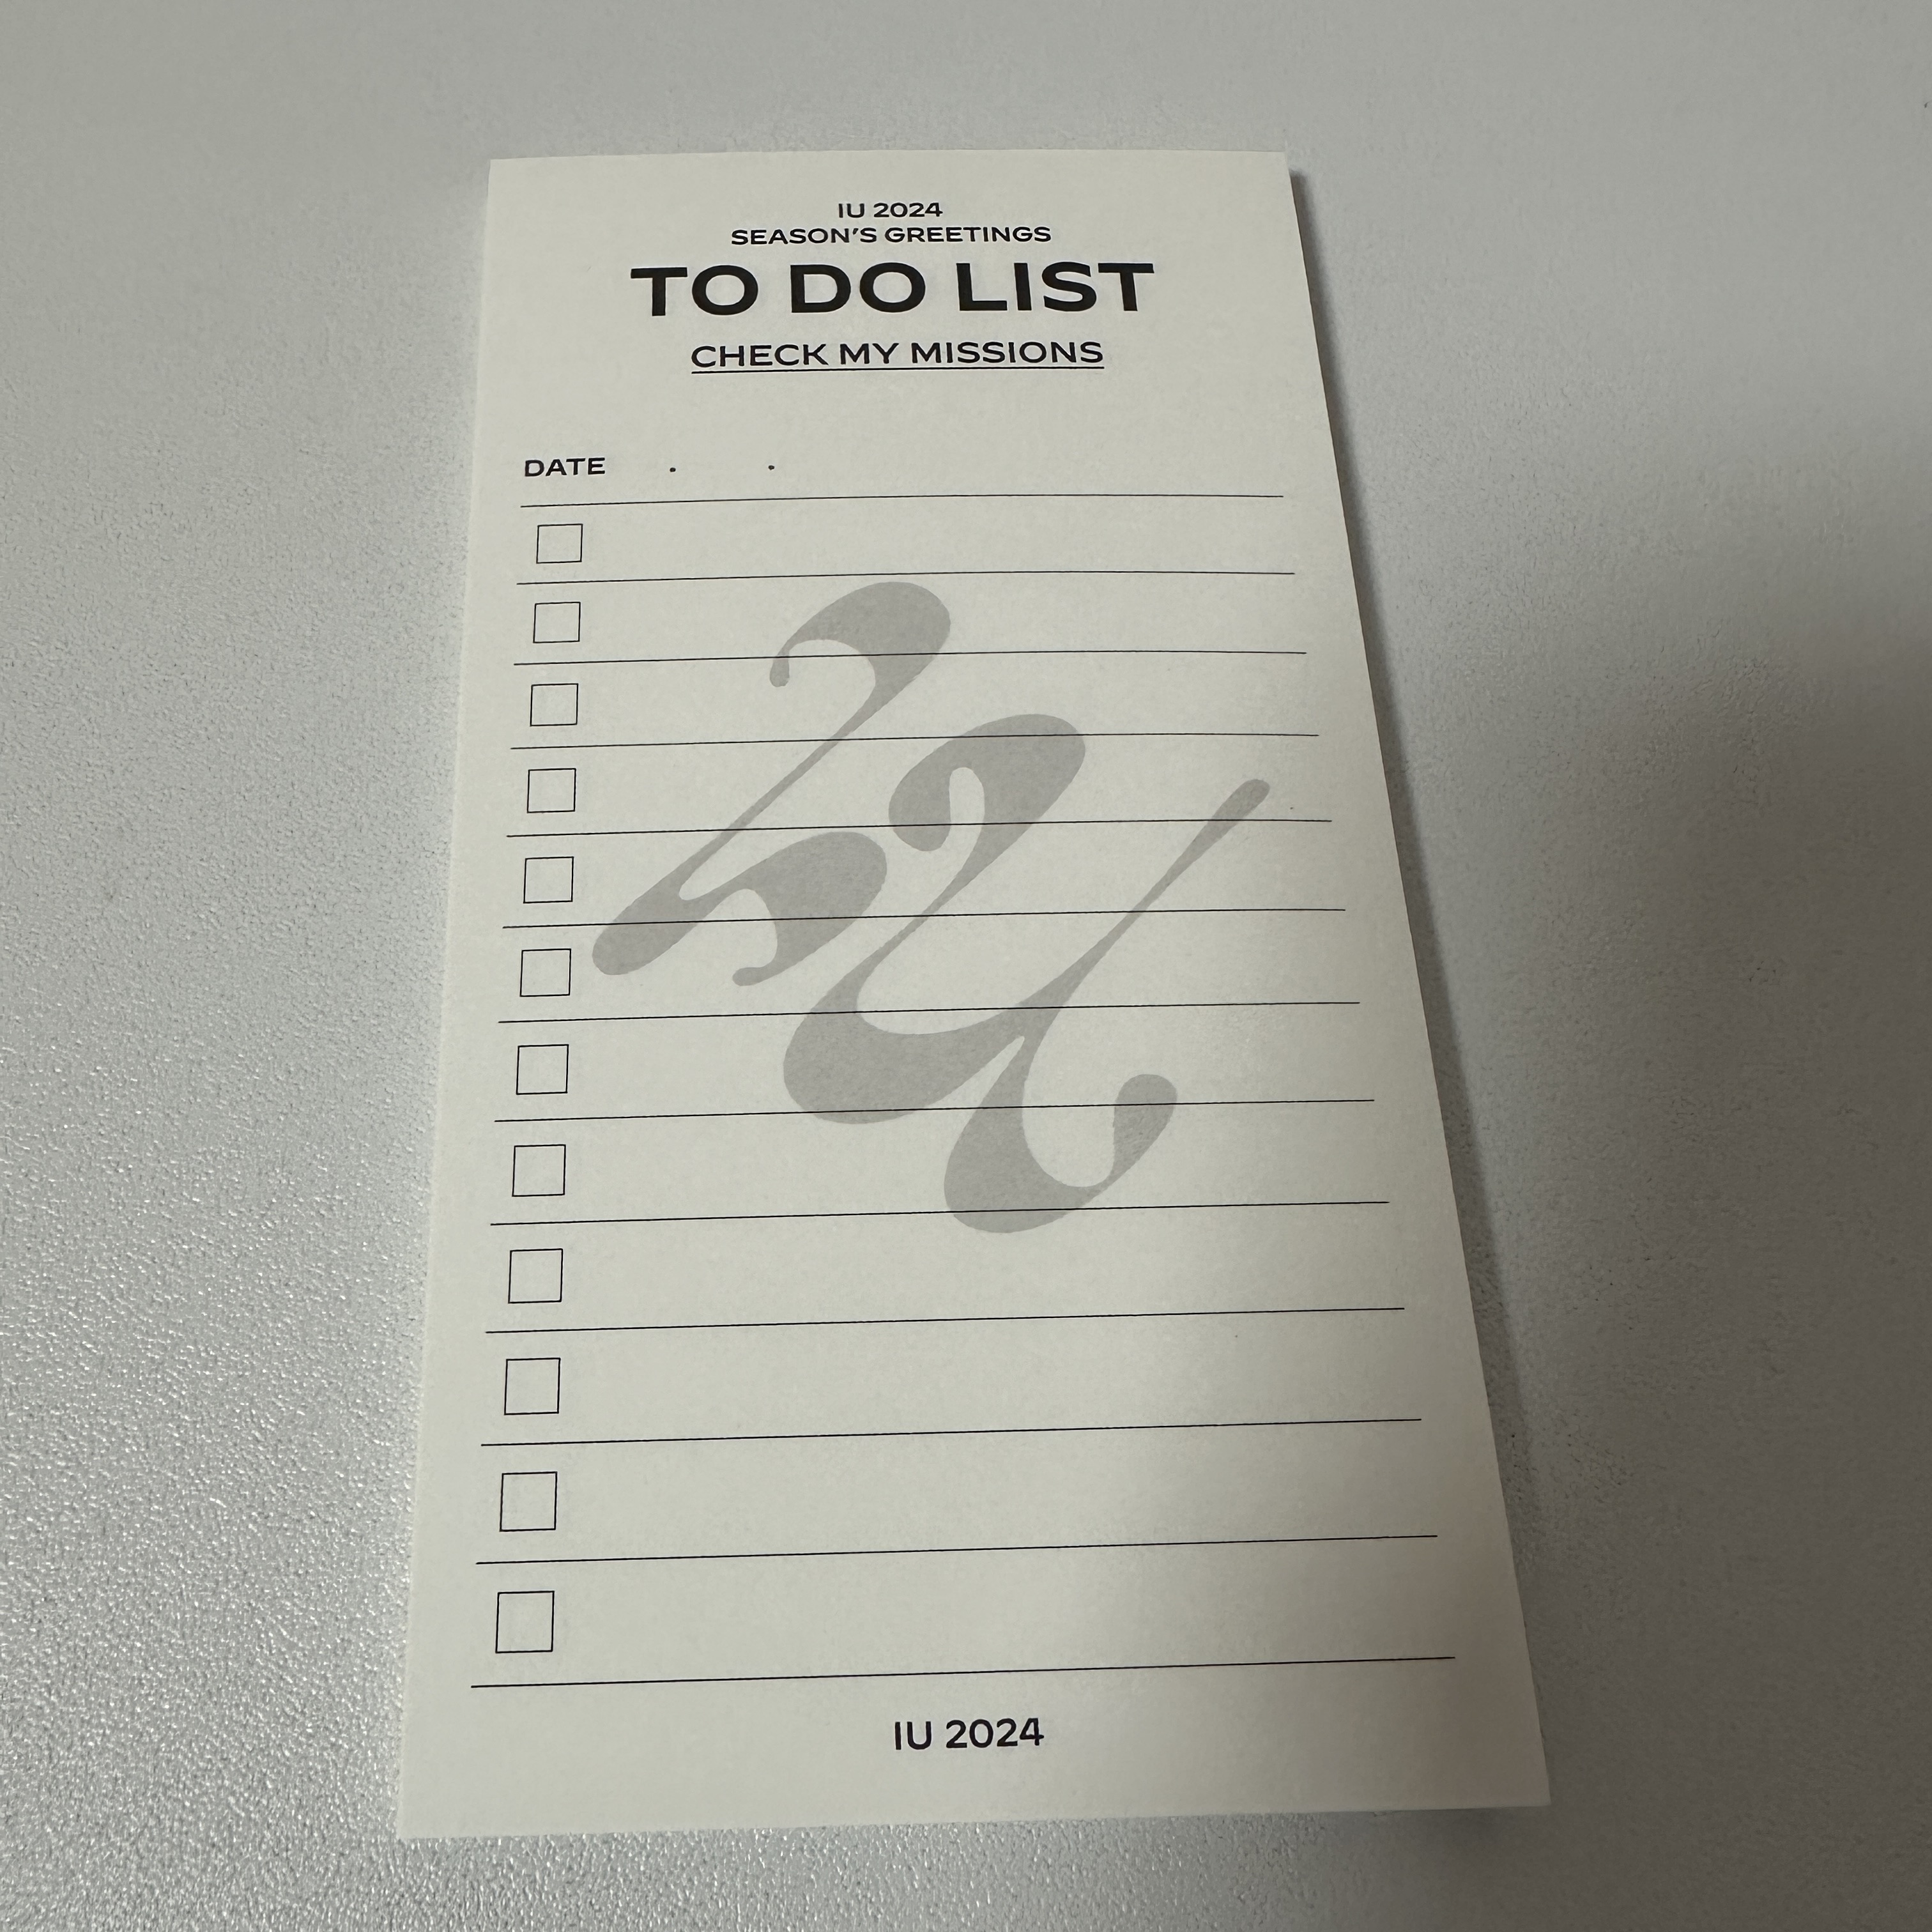 IU 2024
SEASON'S GREETINGS
TO DO LIST
CHECK MY MISSIONS
DATE . .
IU 2024